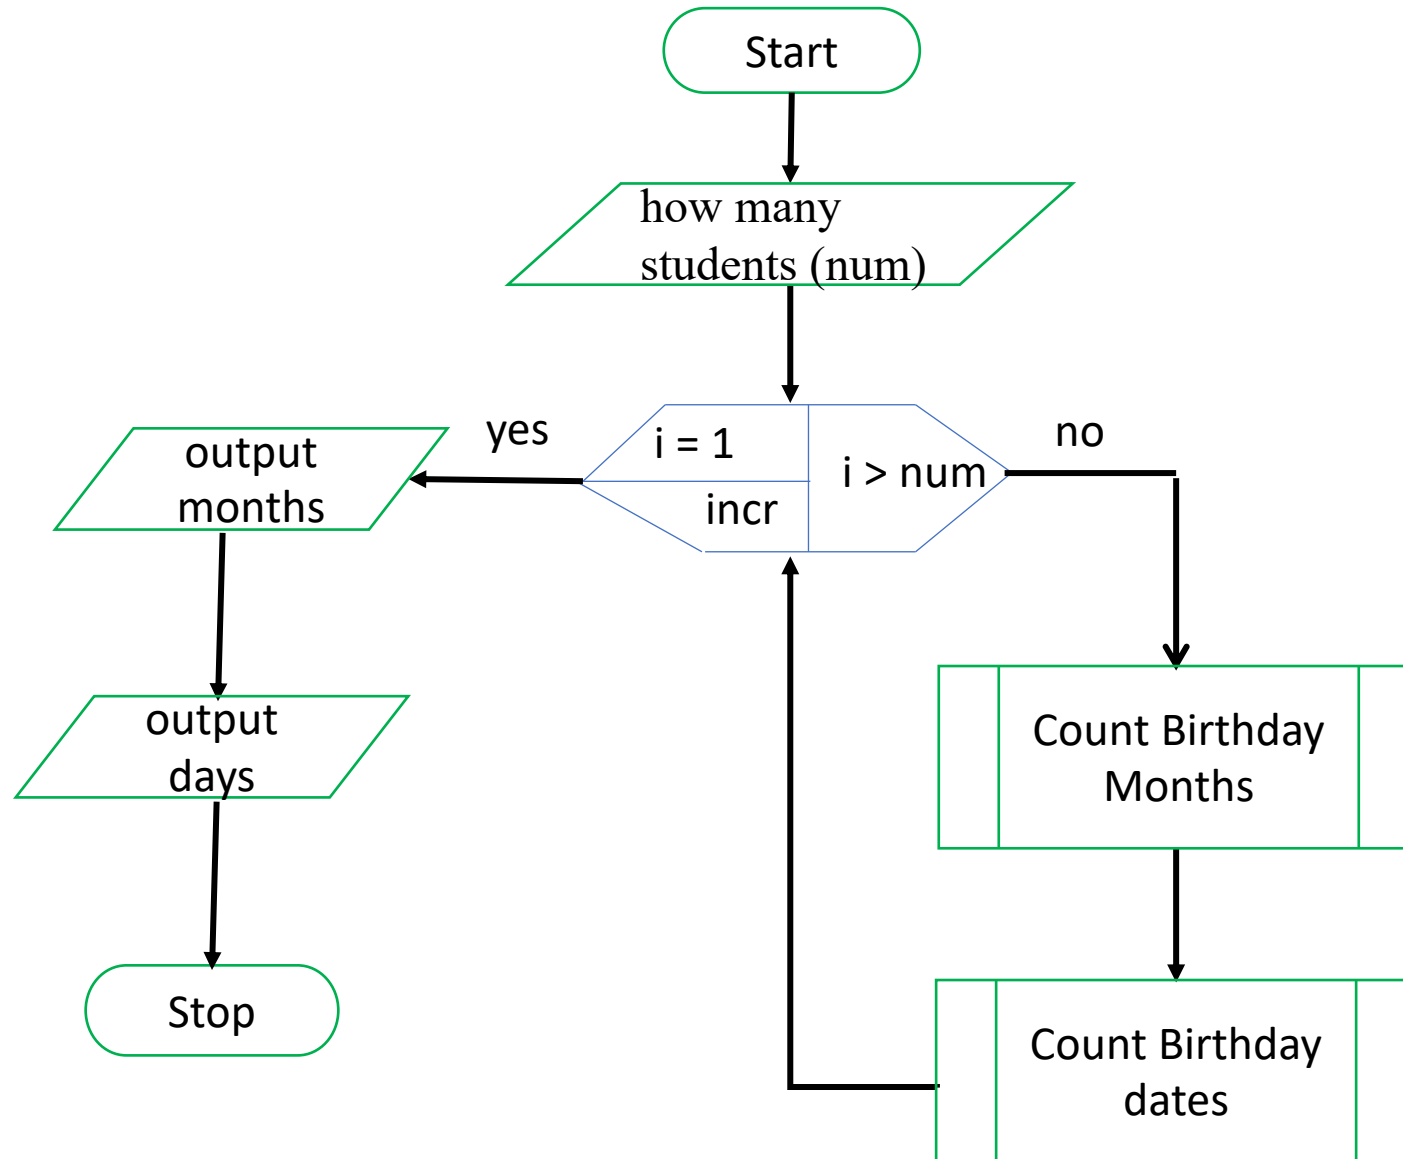 Start
how many
students (num)
yes
i = 1
i > num
incr
no
output
months
output
days
Stop
Count Birthday
Months
Count Birthday
dates